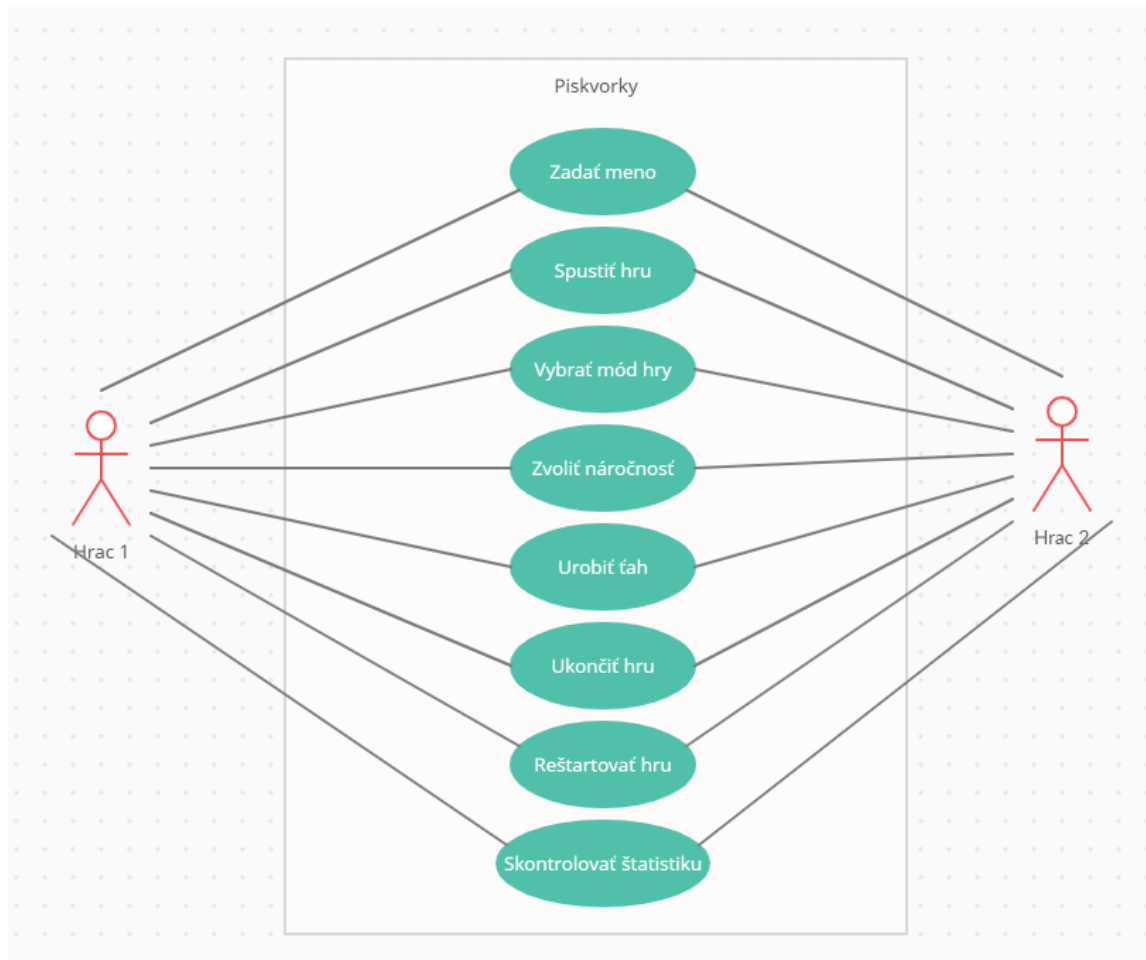 Piskvorky
Zadať meno
Spustiť hru
Vybrať mód hry
Zvoliť náročnosť
Urobiť ťah
Ukončiť hru
Reštartovať hru
Skontrolovať štatistiku
Hrac 1
Hrac 2